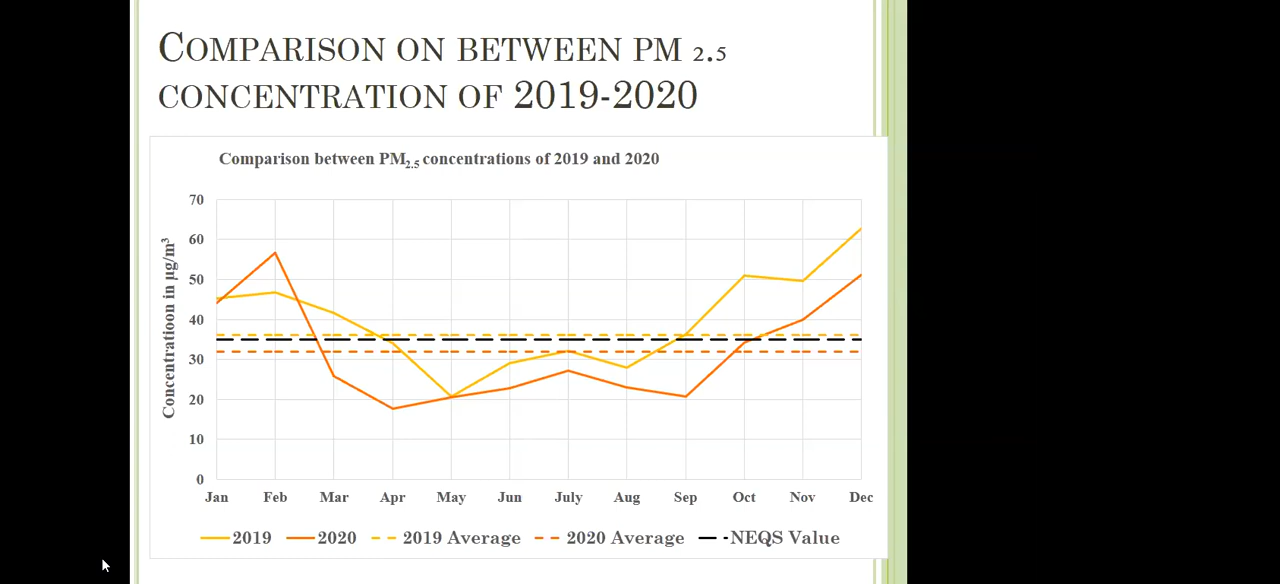 COMPARISON ON BETWEEN PM 2.5
CONCENTRATION OF 2019-2020
Comparison between PM2.5 concentrations of 2019 and 2020
Concentratioon in µg/m³
70
60
50
40
30
20
10
0
Jan Feb Mar Apr May Jun July Aug Sep Oct Nov Dec
2019 2020 2019 Average 2020 Average NEQS Value